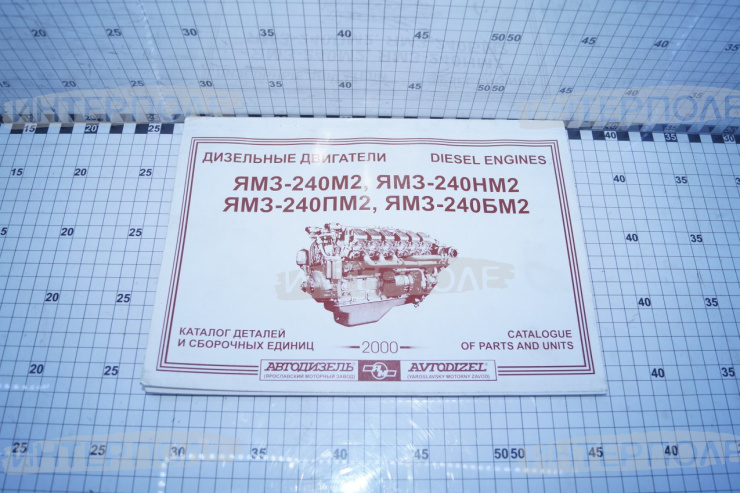 ДИЗЕЛЬНЫЕ ДВИГАТЕЛИ DIESEL ENGINES
ЯМЗ-240М2, ЯМЗ-240НМ2
ЯМЗ-240ПМ2, ЯМЗ-240БМ2
КАТАЛОГ ДЕТАЛЕЙ
И СБОРОЧНЫХ ЕДИНИЦ
2000
CATALOGUE
OF PARTS AND UNITS
АВТОДИЗЕЛЬ
(ЯРОСЛАВСКИЙ МОТОРНЫЙ ЗАВОД)
AVTODIZEL
(YAROSLAVSKY MOTORNY ZAVOD)
ИНТЕРПОЛЕ